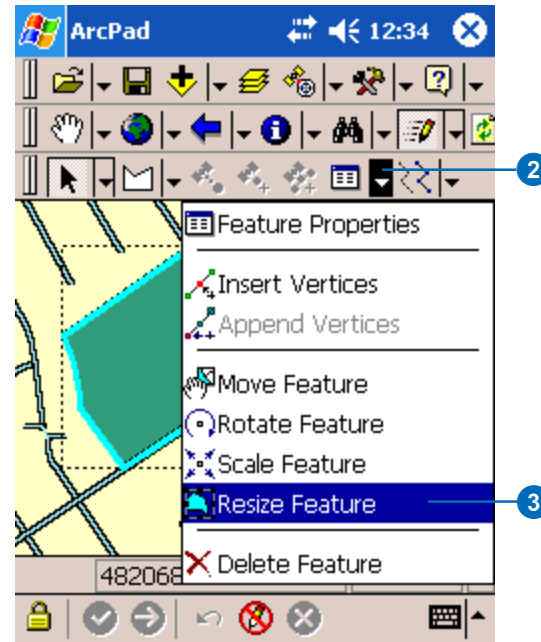 ArcPad 12:34
2
Feature Properties
Insert Vertices
Append Vertices
Move Feature
Rotate Feature
Scale Feature
Resize Feature
3
Delete Feature
482068